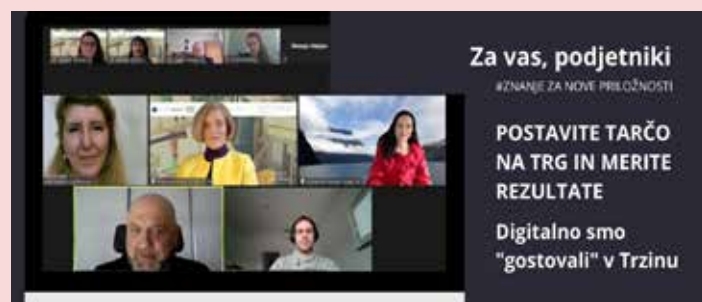 Za vas, podjetniki
#ZNANJE ZA NOVE PRILOŽNOSTI
POSTAVITE TARČO
NA TRG IN MERITE
REZULTATE
Digitalno smo
"gostovali" v Trzinu